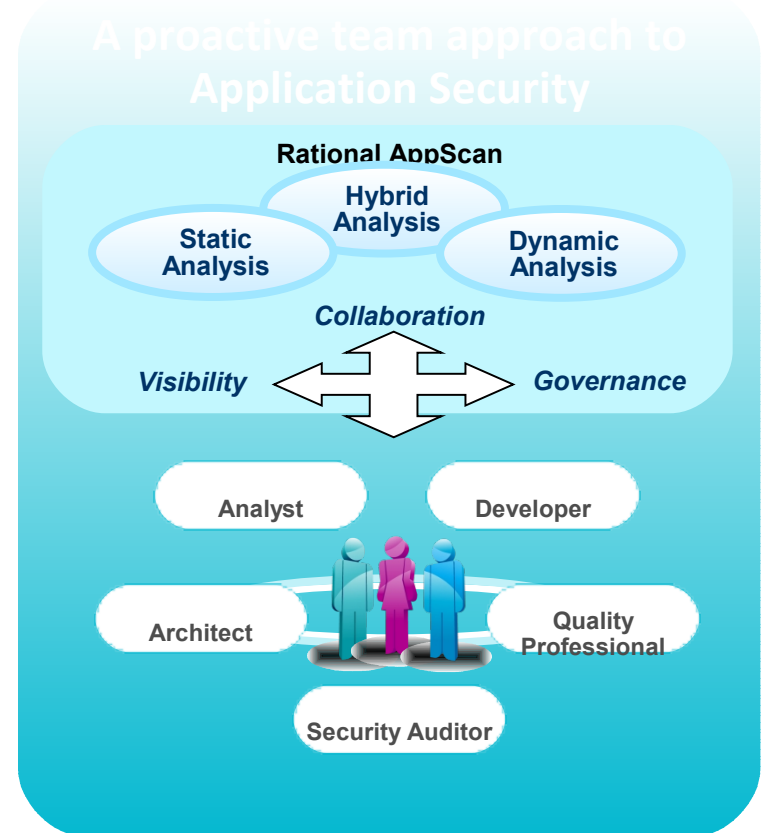 A proactive team approach to
Application Security
Rational AppScan
Hybrid
Analysis
Static
Analysis
Dynamic
Analysis
Collaboration
Visibility
Governance
Analyst
Developer
Architect
Quality
Professional
Security Auditor